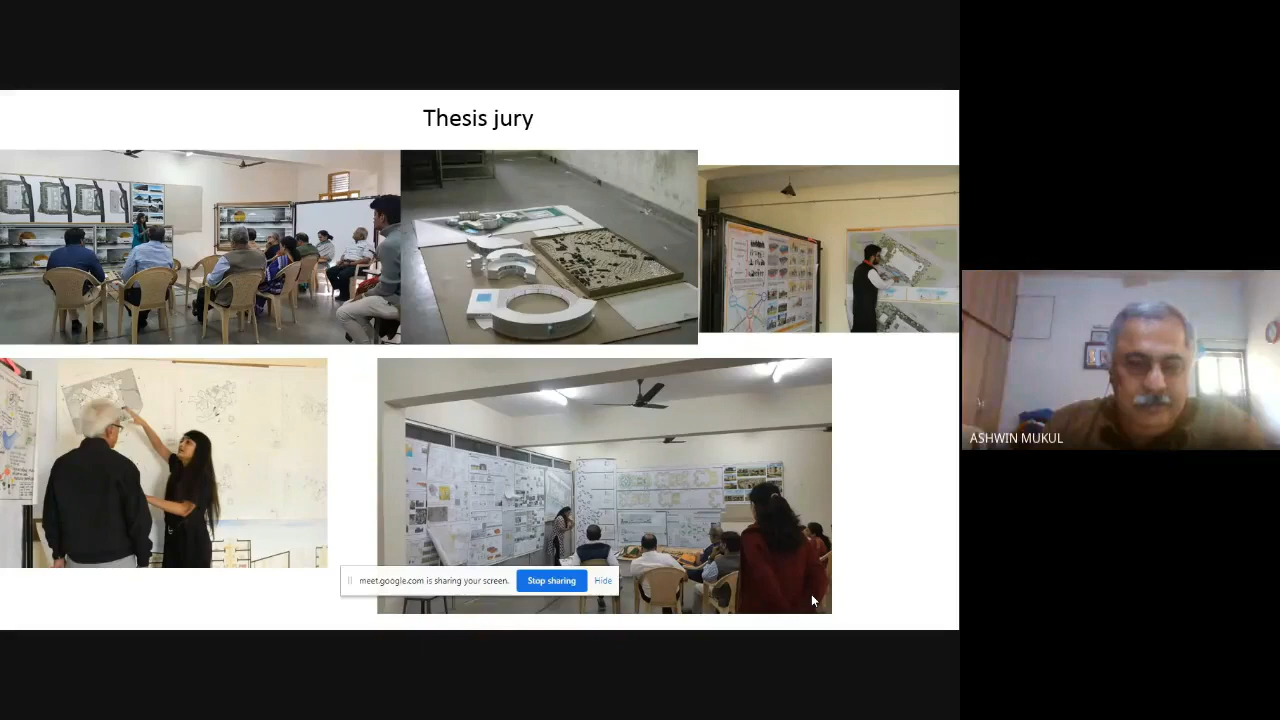 Thesis jury
meet.google.com is sharing your screen.
Stop sharing
Hide
ASHWIN MUKUL